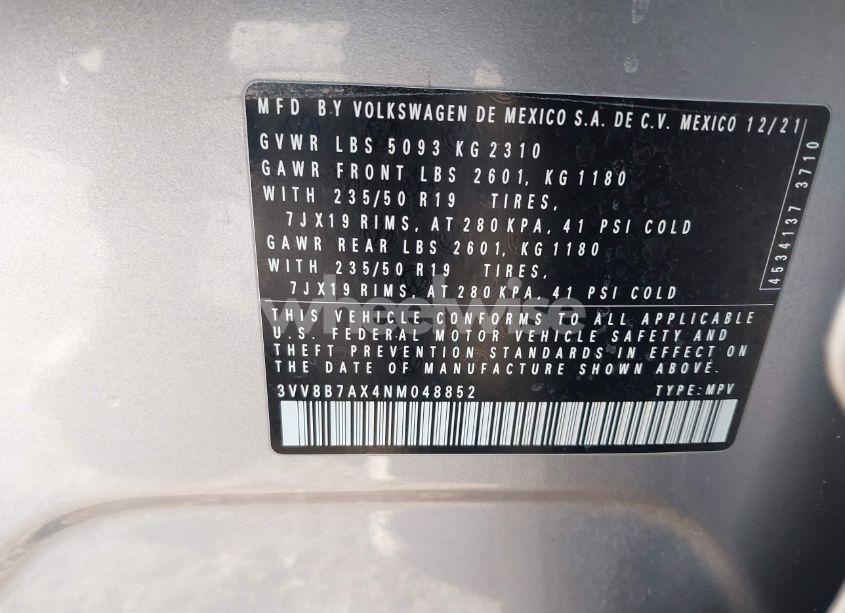 MFD BY VOLKSWAGEN DE MEXICO S.A. DE C.V. MEXICO 12/21
GVWR LBS 5093 KG 2310
GAWR FRONT LBS 2601, KG 1180
WITH 235/50 R19 TIRES,
7JX19 RIMS, AT 280 KPA, 41 PSI COLD
GAWR REAR LBS 2601, KG 1180
WITH 235/50 R19 TIRES,
7JX19 RIMS, AT 280 KPA, 41 PSI COLD
THIS VEHICLE CONFORMS TO ALL APPLICABLE
U.S. FEDERAL MOTOR VEHICLE SAFETY AND
THEFT PREVENTION STANDARDS IN EFFECT ON
THE DATE OF MANUFACTURE SHOWN ABOVE.
3VV8B7AX4NM048852 TYPE: MPV
4534137 3710
wheelwise